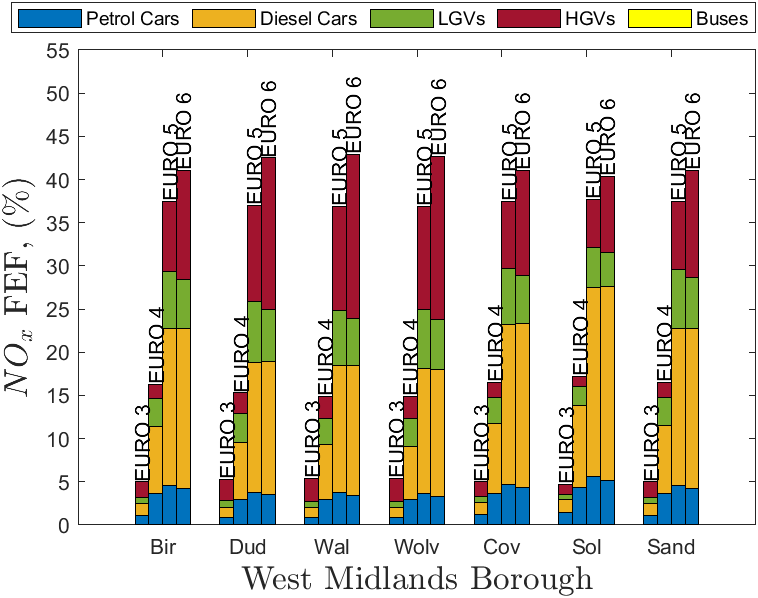 Petrol Cars Diesel Cars LGVs HGVs Buses
55
50
45
40
35
30
25
20
15
10
5
0
NOx FEF, (%)
EURO 3 EURO 4 EURO 5 EURO 6
EURO 3 EURO 4 EURO 5 EURO 6
EURO 3 EURO 4 EURO 5 EURO 6
EURO 3 EURO 4 EURO 5 EURO 6
EURO 3 EURO 4 EURO 5 EURO 6
EURO 3 EURO 4 EURO 5 EURO 6
EURO 3 EURO 4 EURO 5 EURO 6
Bir Dud Wal Wolv Cov Sol Sand
West Midlands Borough